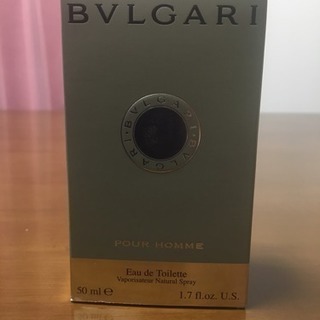 BVLGARI
BVLGARI · BVLGARI ·
POUR HOMME
Eau de Toilette
Vaporisateur Natural Spray
50 ml e 1.7 fl.oz. U.S.